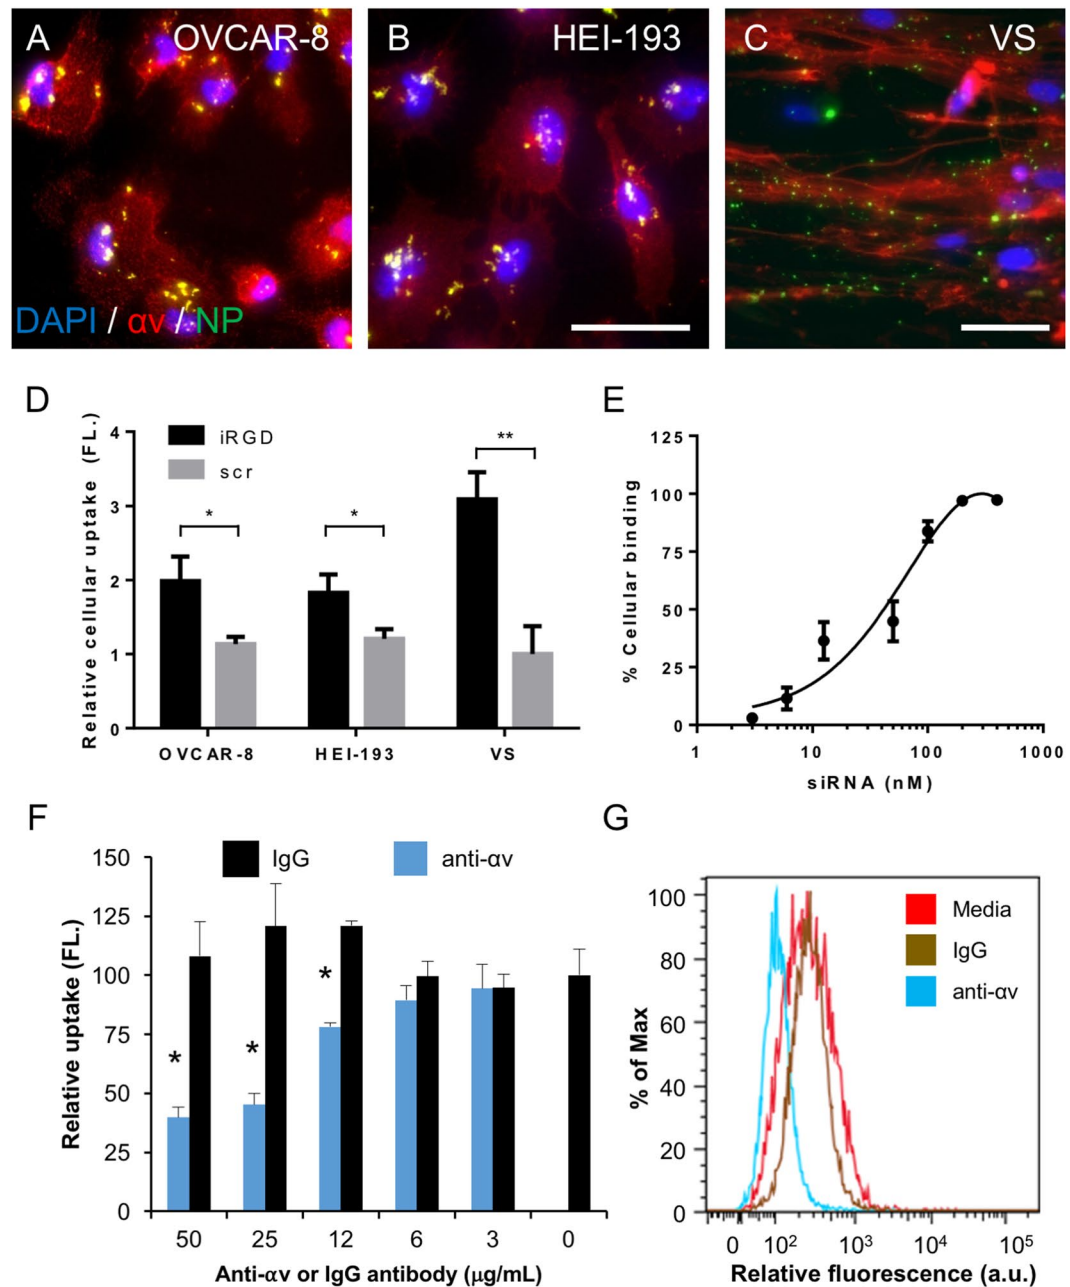 A OVCAR-8
B HEI-193
C VS
DAPI / αv / NP
D
Relative cellular uptake (FL.)
4
3
2
1
0
iRGD
scr
*
*
**
OVCAR-8 HEI-193 VS
E
% Cellular binding
125
100
75
50
25
0
1 10 100 1000
siRNA (nM)
F
Relative uptake (FL.)
150
125
100
75
50
25
0
IgG anti-αv
*
*
*
50 25 12 6 3 0
Anti-αv or IgG antibody (μg/mL)
G
% of Max
100
80
60
40
20
0
Media
IgG
anti-αv
0 10² 10³ 10⁴ 10⁵
Relative fluorescence (a.u.)